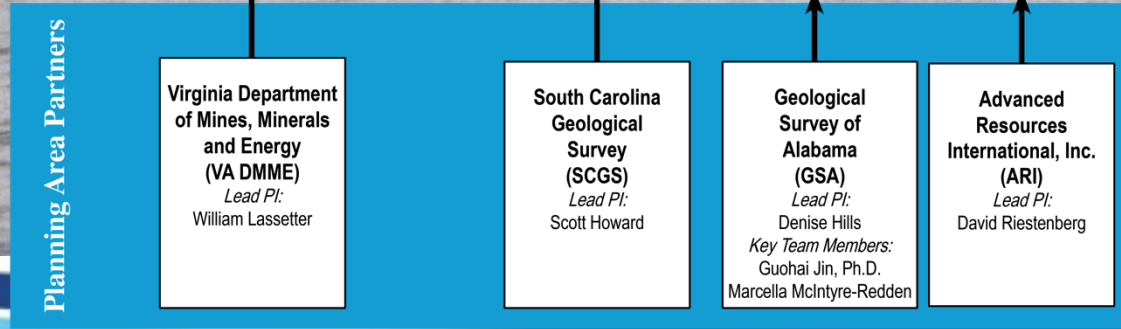 Planning Area Partners
Virginia Department
of Mines, Minerals
and Energy
(VA DMME)
Lead PI:
William Lassetter
South Carolina
Geological
Survey
(SCGS)
Lead PI:
Scott Howard
Geological
Survey of
Alabama
(GSA)
Lead PI:
Denise Hills
Key Team Members:
Guohai Jin, Ph.D.
Marcella McIntyre-Redden
Advanced
Resources
International, Inc.
(ARI)
Lead PI:
David Riestenberg